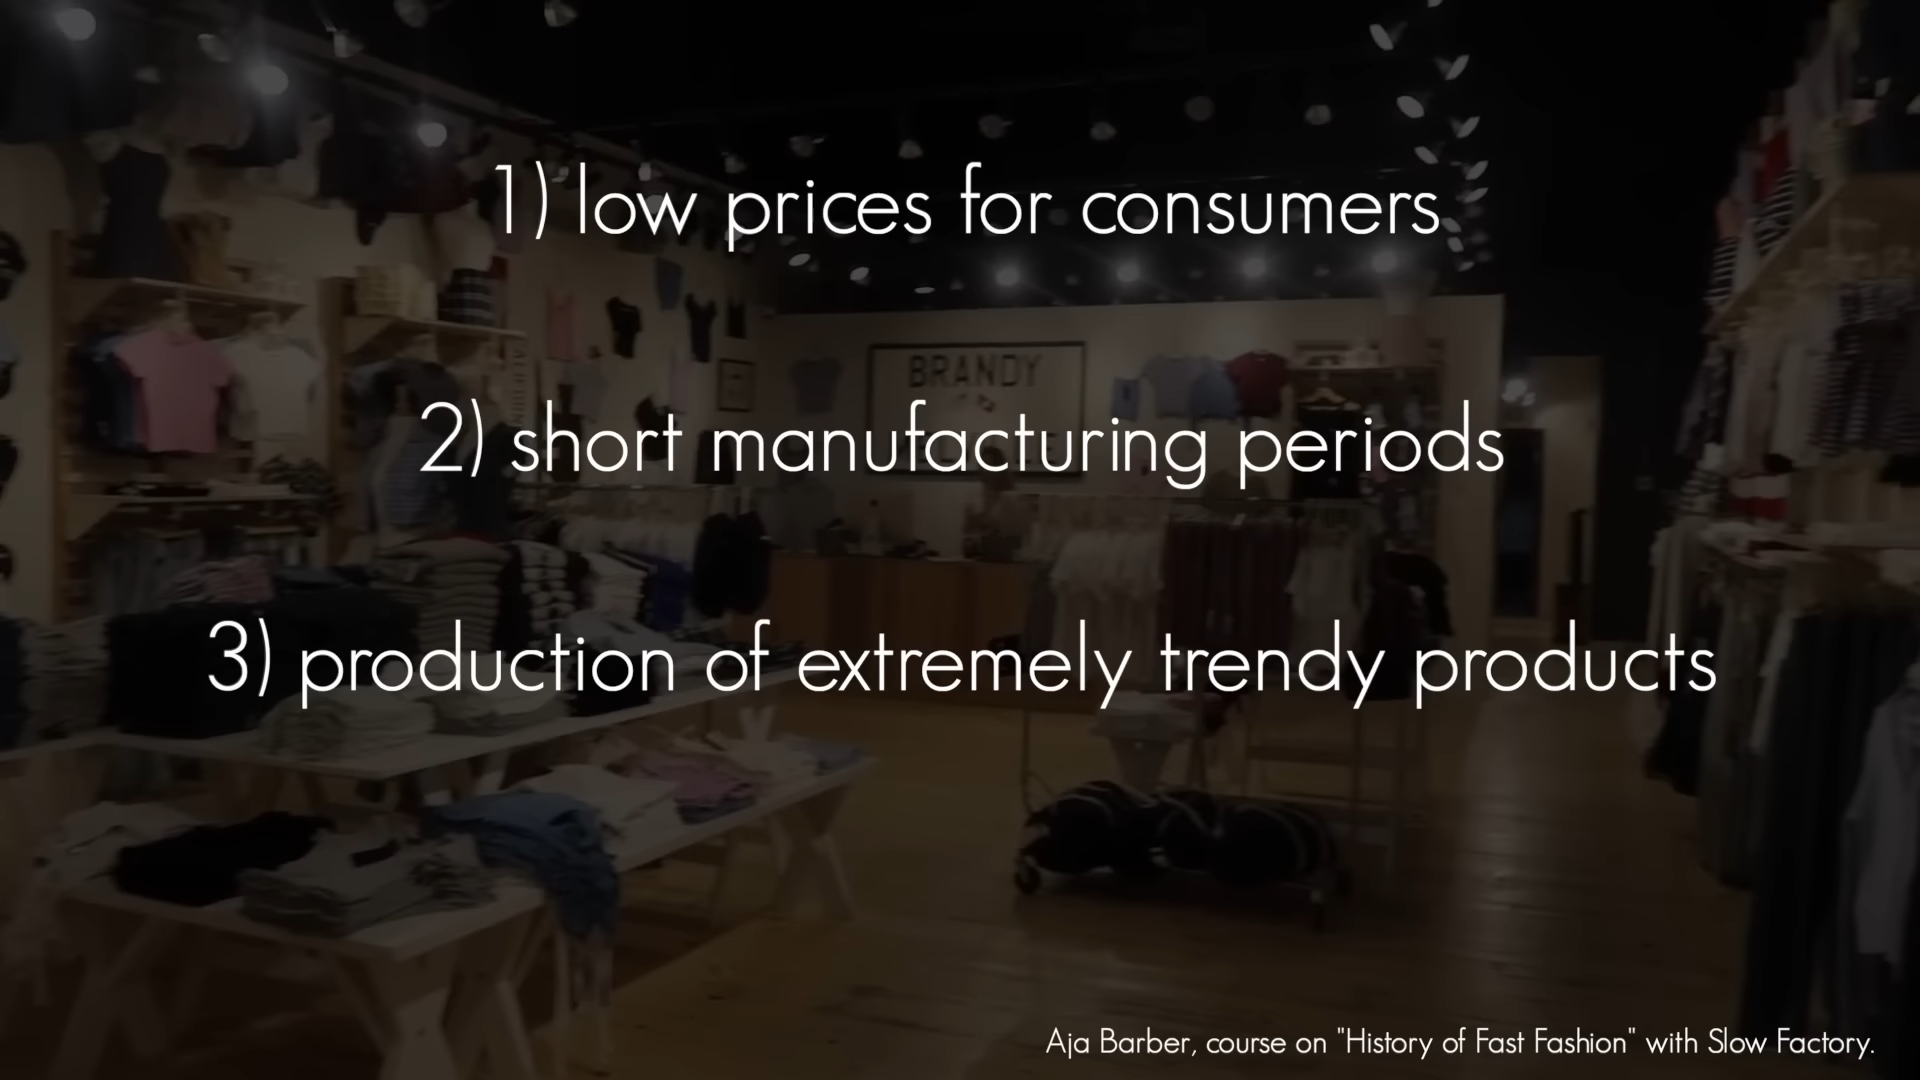 1) low prices for consumers
BRANDY
2) short manufacturing periods
3) production of extremely trendy products
Aja Barber, course on "History of Fast Fashion" with Slow Factory.